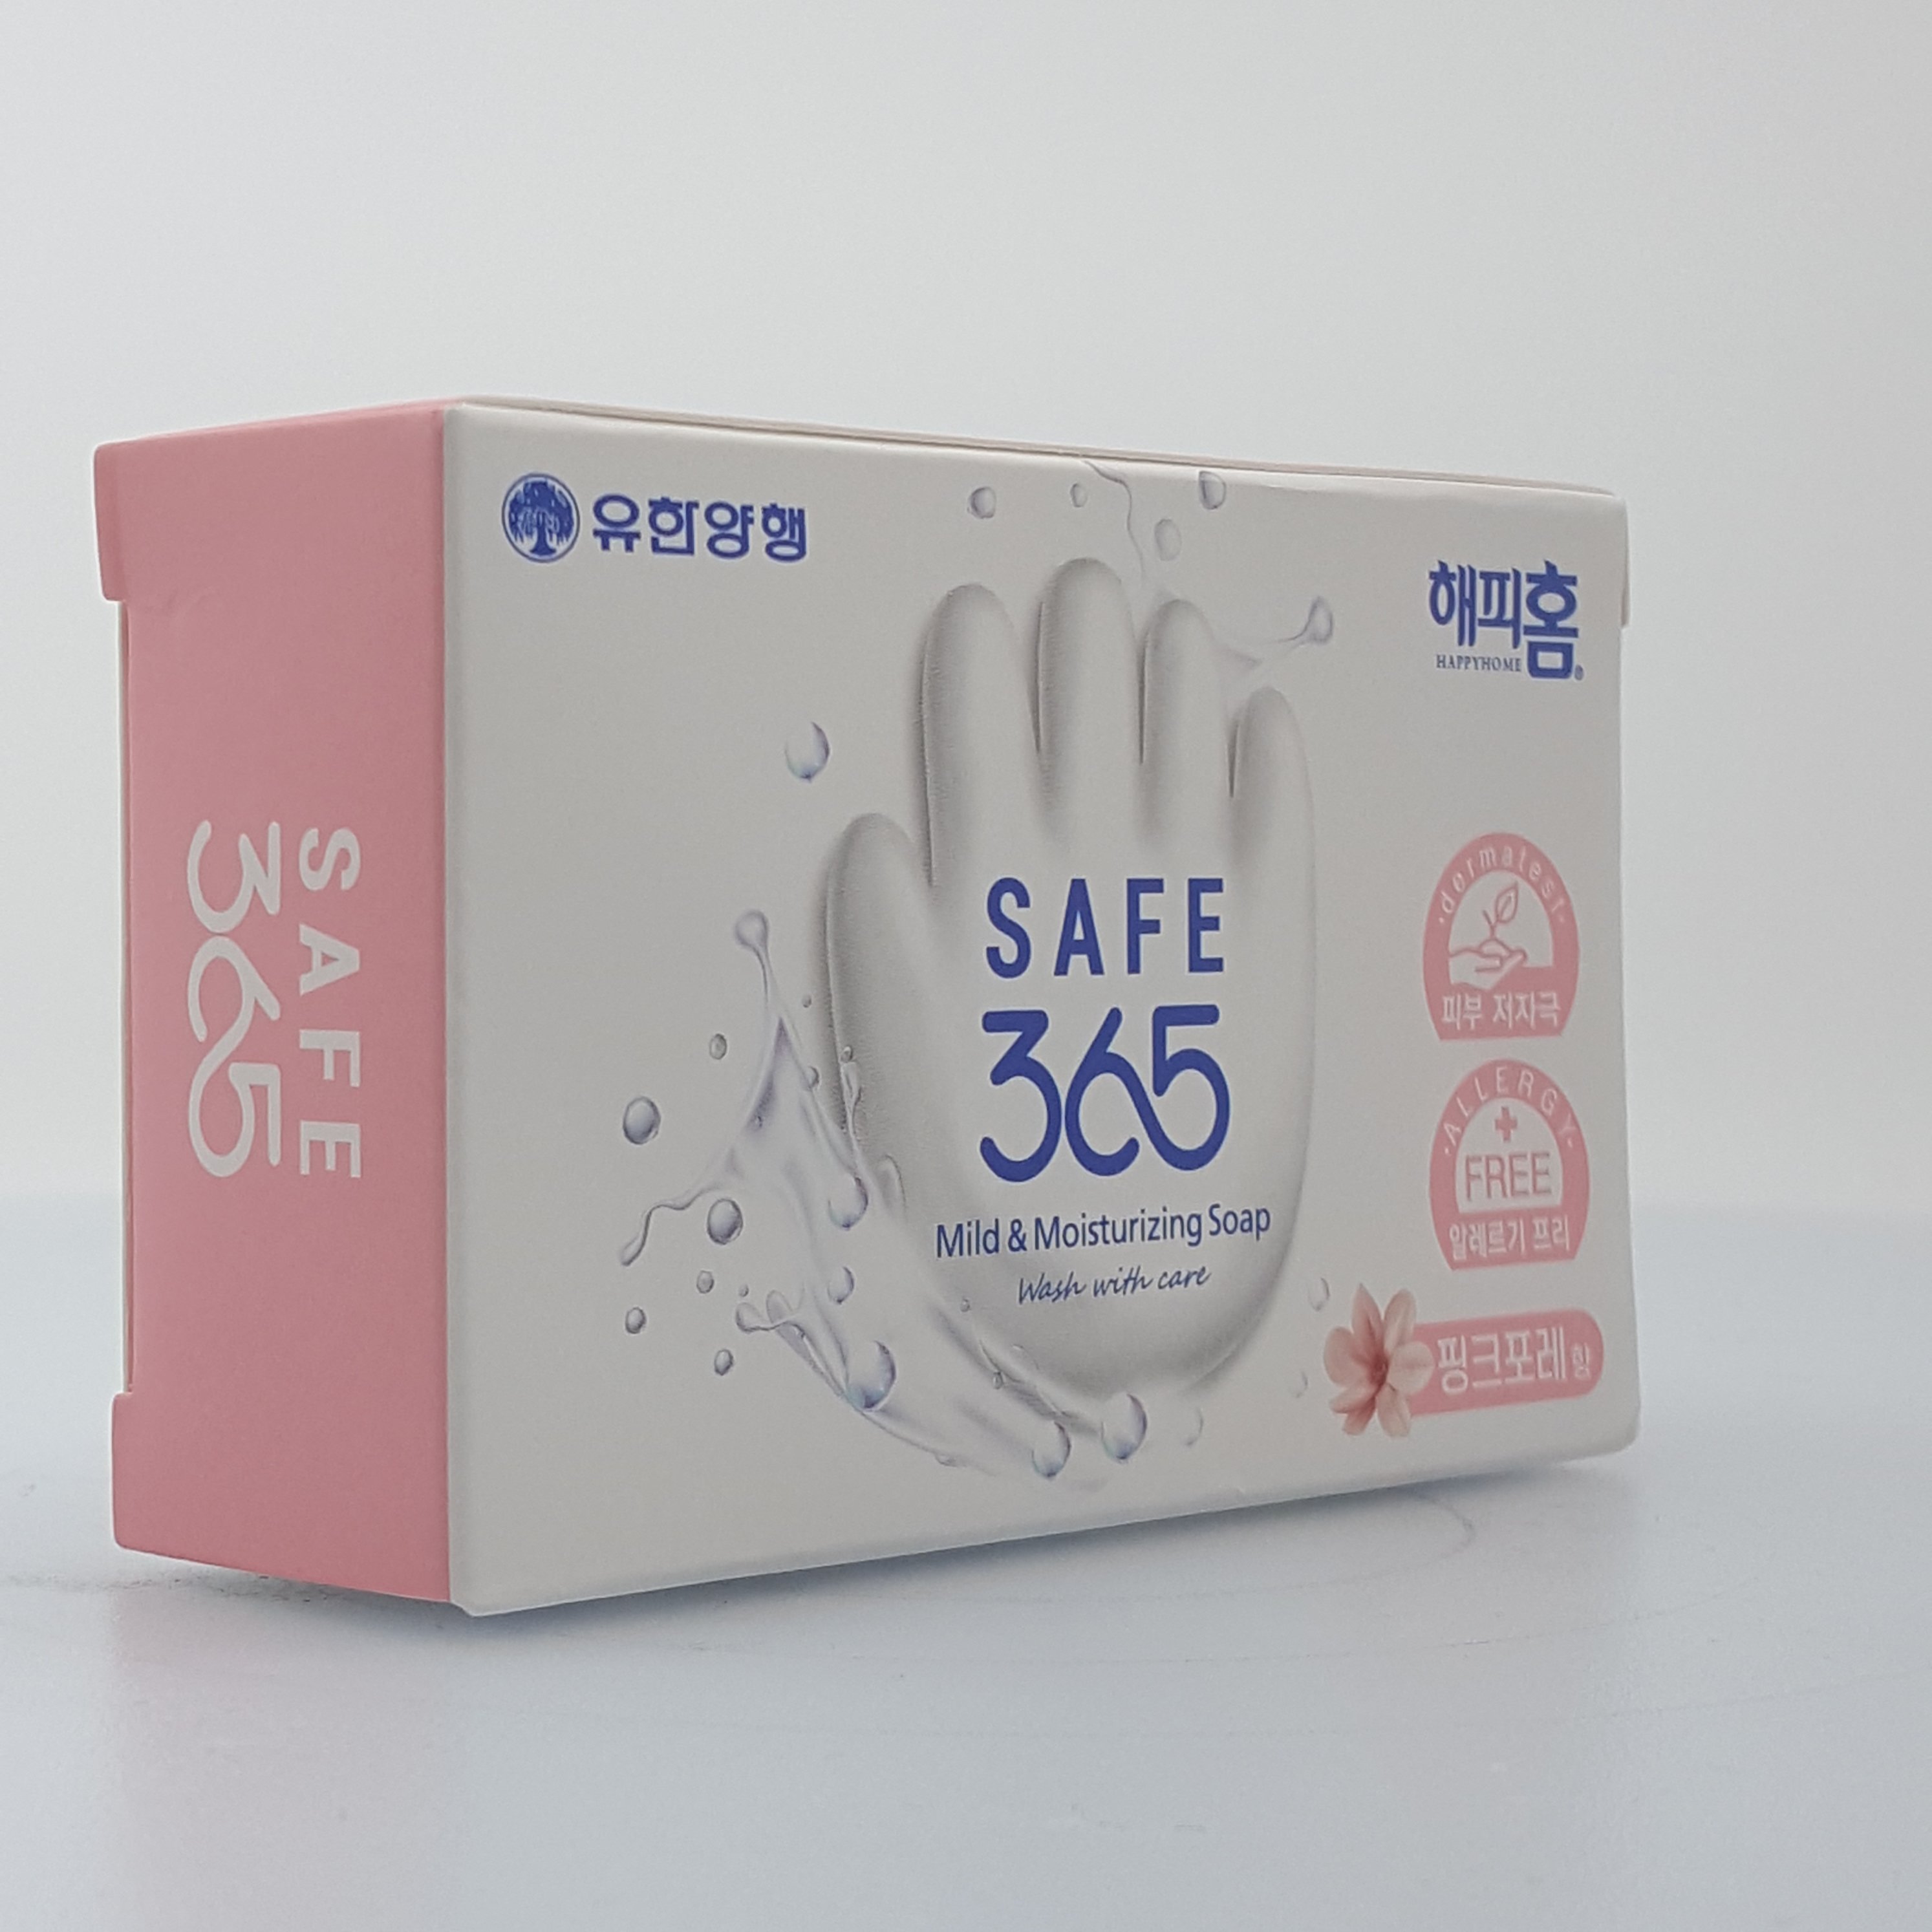 유한양행
해피홈
HAPPYHOME
SAFE
365
Mild & Moisturizing Soap
Wash with care
dermatest
피부 저자극
ALLERGY
FREE
알레르기 프리
핑크포레 향
SAFE
365